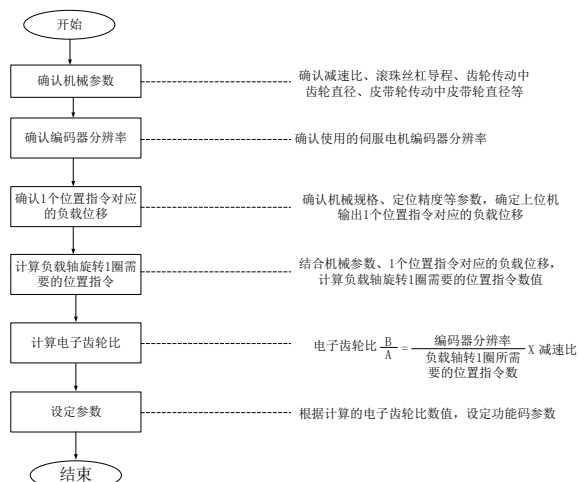 开始
确认机械参数
确认减速比、滚珠丝杠导程、齿轮传动中
齿轮直径、皮带轮传动中皮带轮直径等
确认编码器分辨率
确认使用的伺服电机编码器分辨率
确认1个位置指令对应
的负载位移
确认机械规格、定位精度等参数，确定上位机
输出1个位置指令对应的负载位移
计算负载轴旋转1圈需
要的位置指令
结合机械参数、1个位置指令对应的负载位移，
计算负载轴旋转1圈需要的位置指令数值
计算电子齿轮比
电子齿轮比 B/A = 编码器分辨率 / 负载轴转1圈所需
要的位置指令数 X 减速比
设定参数
根据计算的电子齿轮比数值，设定功能码参数
结束